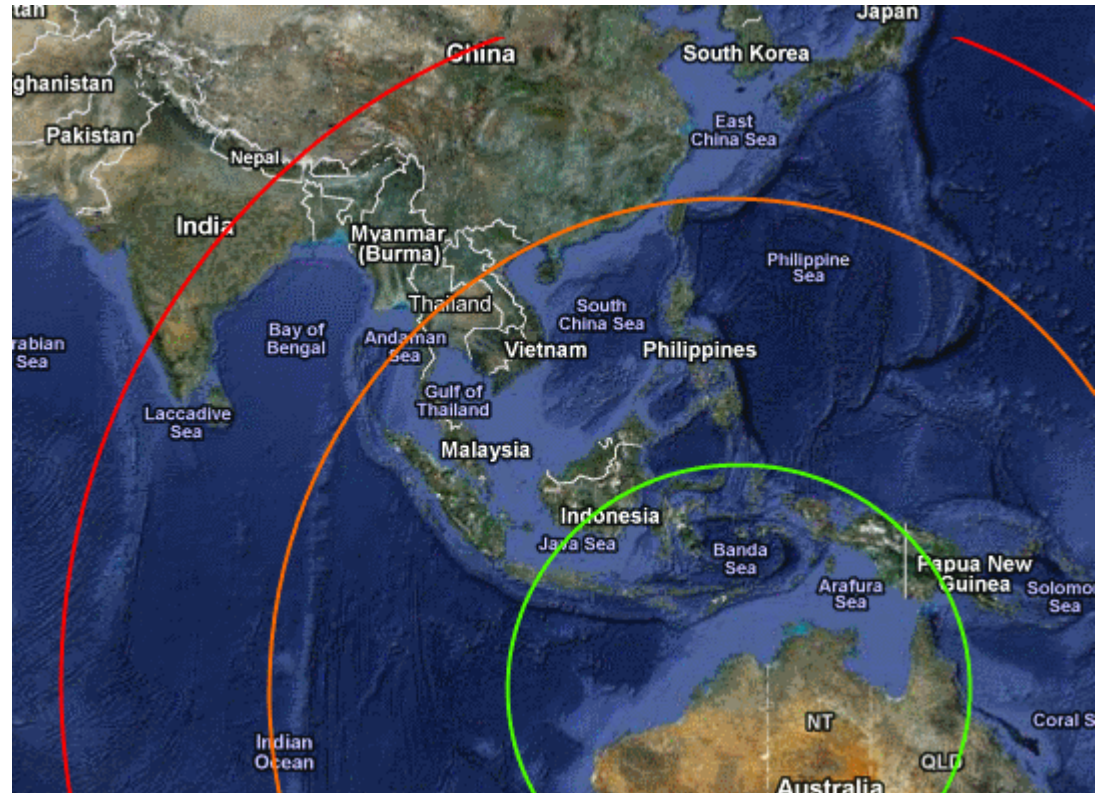 Japan
China
South Korea
ghanistan
Pakistan
East
China Sea
Nepal
India
Myanmar
(Burma)
Philippine
Sea
Thailand
South
China Sea
Bay of
Bengal
Andaman
Sea
rabian
Sea
Vietnam
Philippines
Gulf of
Thailand
Laccadive
Sea
Malaysia
Indonesia
Java Sea
Banda
Sea
Papua New
Guinea
Arafura
Sea
Solomon
Sea
NT
Coral S
Indian
Ocean
QLD
Australia